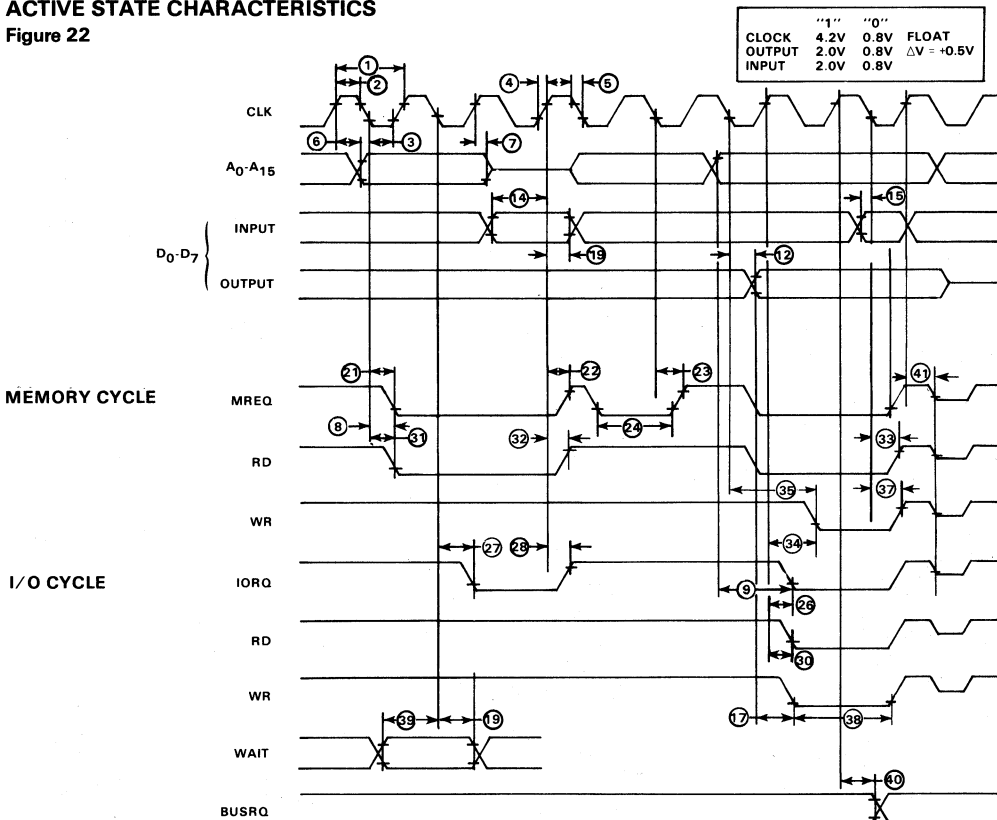 ACTIVE STATE CHARACTERISTICS
Figure 22
"1" "0"
CLOCK 4.2V 0.8V FLOAT
OUTPUT 2.0V 0.8V ΔV = +0.5V
INPUT 2.0V 0.8V
1
2
4
5
CLK
6
3
7
A0-A15
14
15
INPUT
D0-D7
19
12
OUTPUT
21
22
23
41
MEMORY CYCLE
MREQ
8
31
32
24
33
RD
35
37
WR
27
28
34
I/O CYCLE
IORQ
9
26
RD
30
WR
39
19
17
38
WAIT
40
BUSRQ